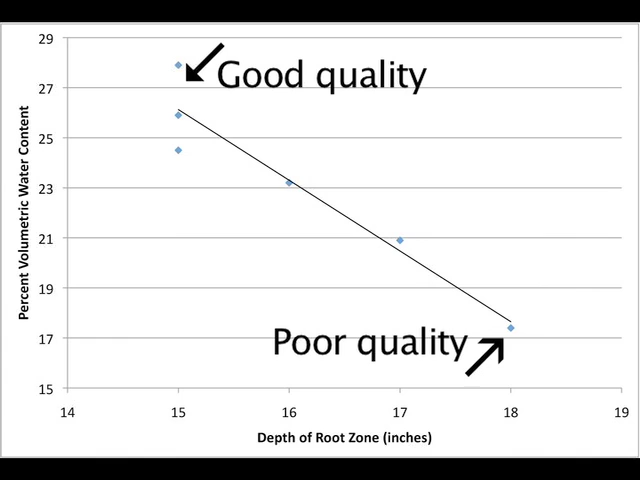 29
27
25
23
21
19
17
15
Percent Volumetric Water Content
Good quality
Poor quality
14 15 16 17 18 19
Depth of Root Zone (inches)